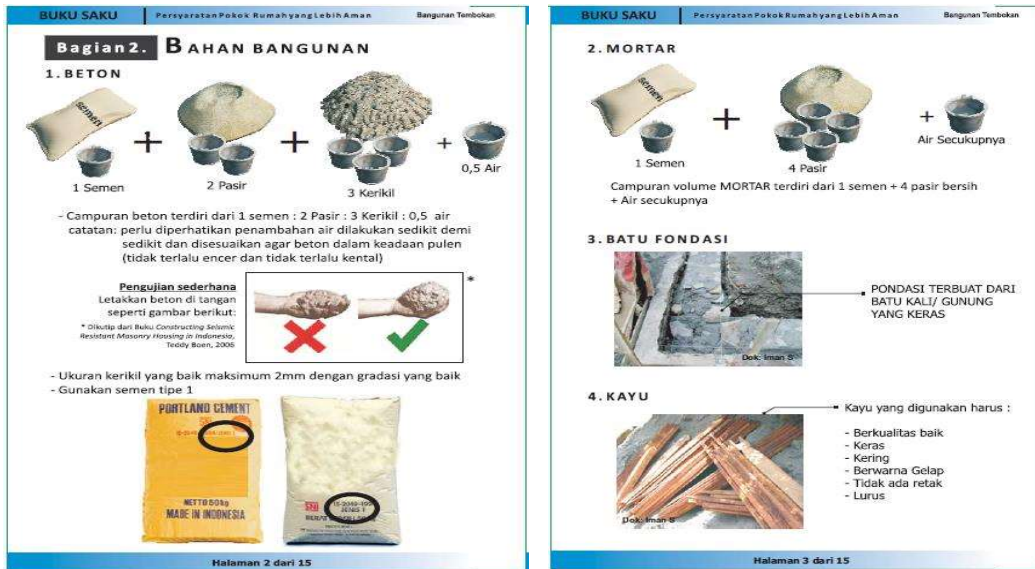 BUKU SAKU
Persyaratan Pokok Rumah yang Lebih Aman
Bangunan Tembokan
Bagian 2. BAHAN BANGUNAN
1. BETON
semen
+
+
+
1 Semen
2 Pasir
3 Kerikil
0,5 Air
- Campuran beton terdiri dari 1 semen : 2 Pasir : 3 Kerikil : 0,5 air
catatan: perlu diperhatikan penambahan air dilakukan sedikit demi
sedikit dan disesuaikan agar beton dalam keadaan pulen
(tidak terlalu encer dan tidak terlalu kental)
Pengujian sederhana
Letakkan beton di tangan
seperti gambar berikut:
* Dikutip dari Buku Constructing Seismic
Resistant Masonry Housing in Indonesia,
Teddy Boen, 2006
*
- Ukuran kerikil yang baik maksimum 2mm dengan gradasi yang baik
- Gunakan semen tipe 1
PORTLAND CEMENT
SNI
NETTO 50kg
MADE IN INDONESIA
SNI
JENIS 1
Halaman 2 dari 15
BUKU SAKU
Persyaratan Pokok Rumah yang Lebih Aman
Bangunan Tembokan
2. MORTAR
semen
+
+
1 Semen
4 Pasir
Air Secukupnya
Campuran volume MORTAR terdiri dari 1 semen + 4 pasir bersih
+ Air secukupnya
3. BATU FONDASI
PONDASI TERBUAT DARI
BATU KALI/ GUNUNG
YANG KERAS
Dok: Iman S
4. KAYU
Kayu yang digunakan harus :
- Berkualitas baik
- Keras
- Kering
- Berwarna Gelap
- Tidak ada retak
- Lurus
Dok: Iman S
Halaman 3 dari 15